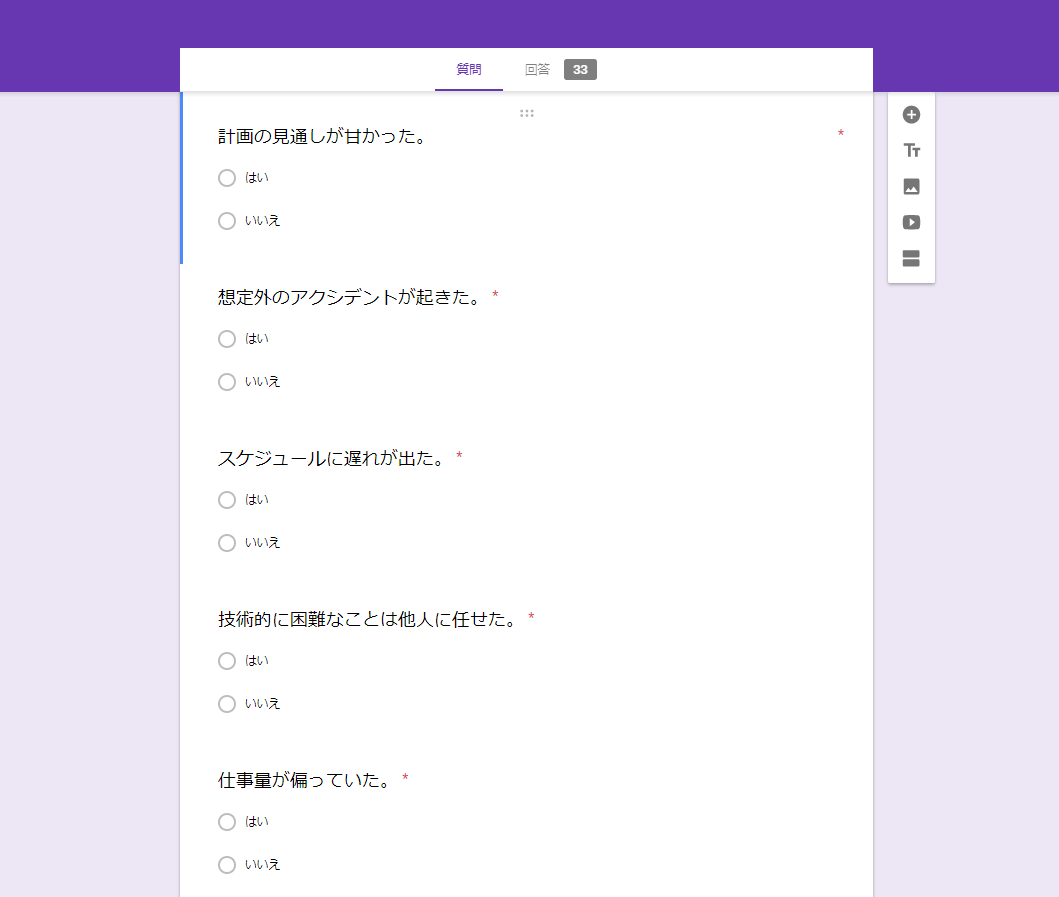 質問 回答 33
計画の見通しが甘かった。 *
はい
いいえ
想定外のアクシデントが起きた。 *
はい
いいえ
スケジュールに遅れが出た。 *
はい
いいえ
技術的に困難なことは他人に任せた。 *
はい
いいえ
仕事量が偏っていた。 *
はい
いいえ